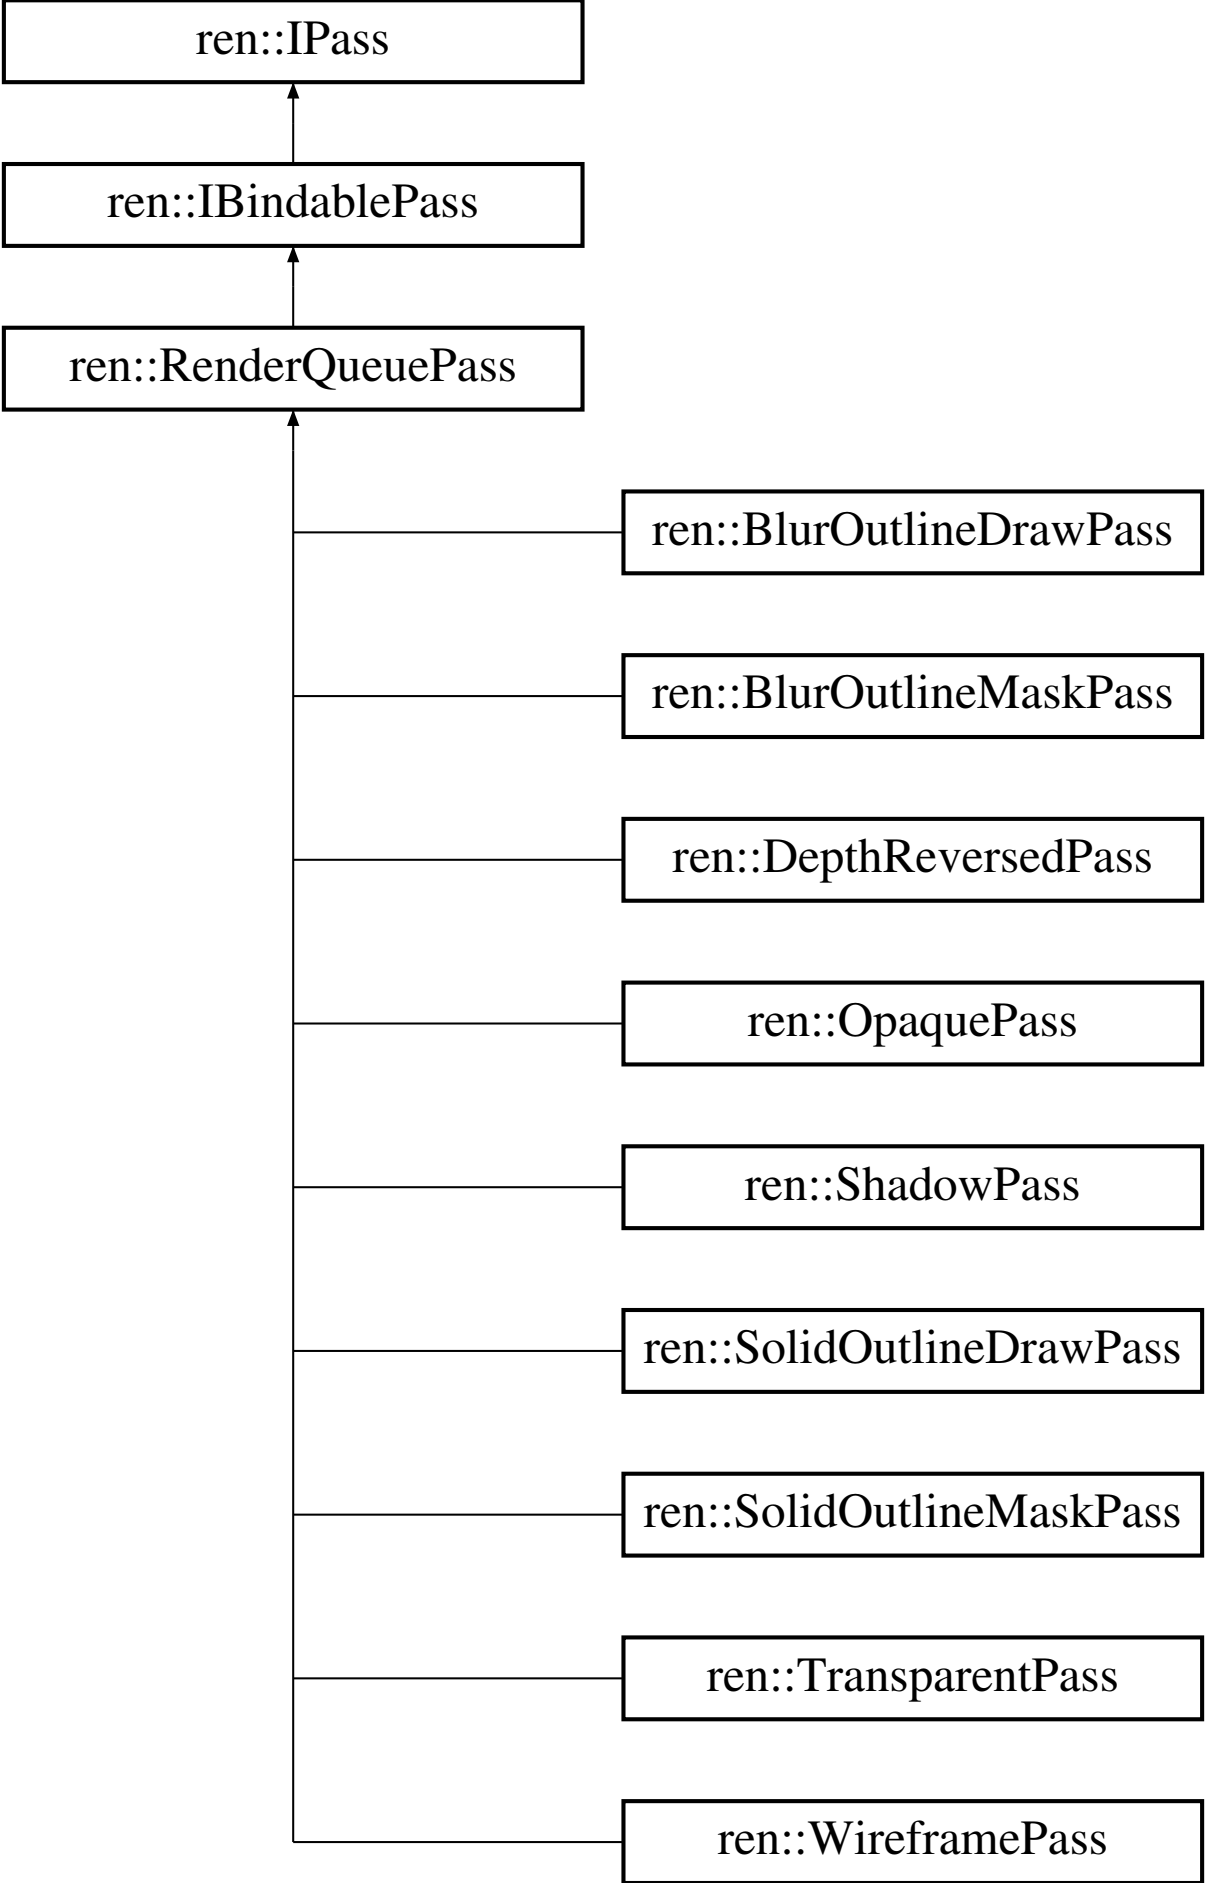 ren::IPass
ren::IBindablePass
ren::RenderQueuePass
ren::BlurOutlineDrawPass
ren::BlurOutlineMaskPass
ren::DepthReversedPass
ren::OpaquePass
ren::ShadowPass
ren::SolidOutlineDrawPass
ren::SolidOutlineMaskPass
ren::TransparentPass
ren::WireframePass